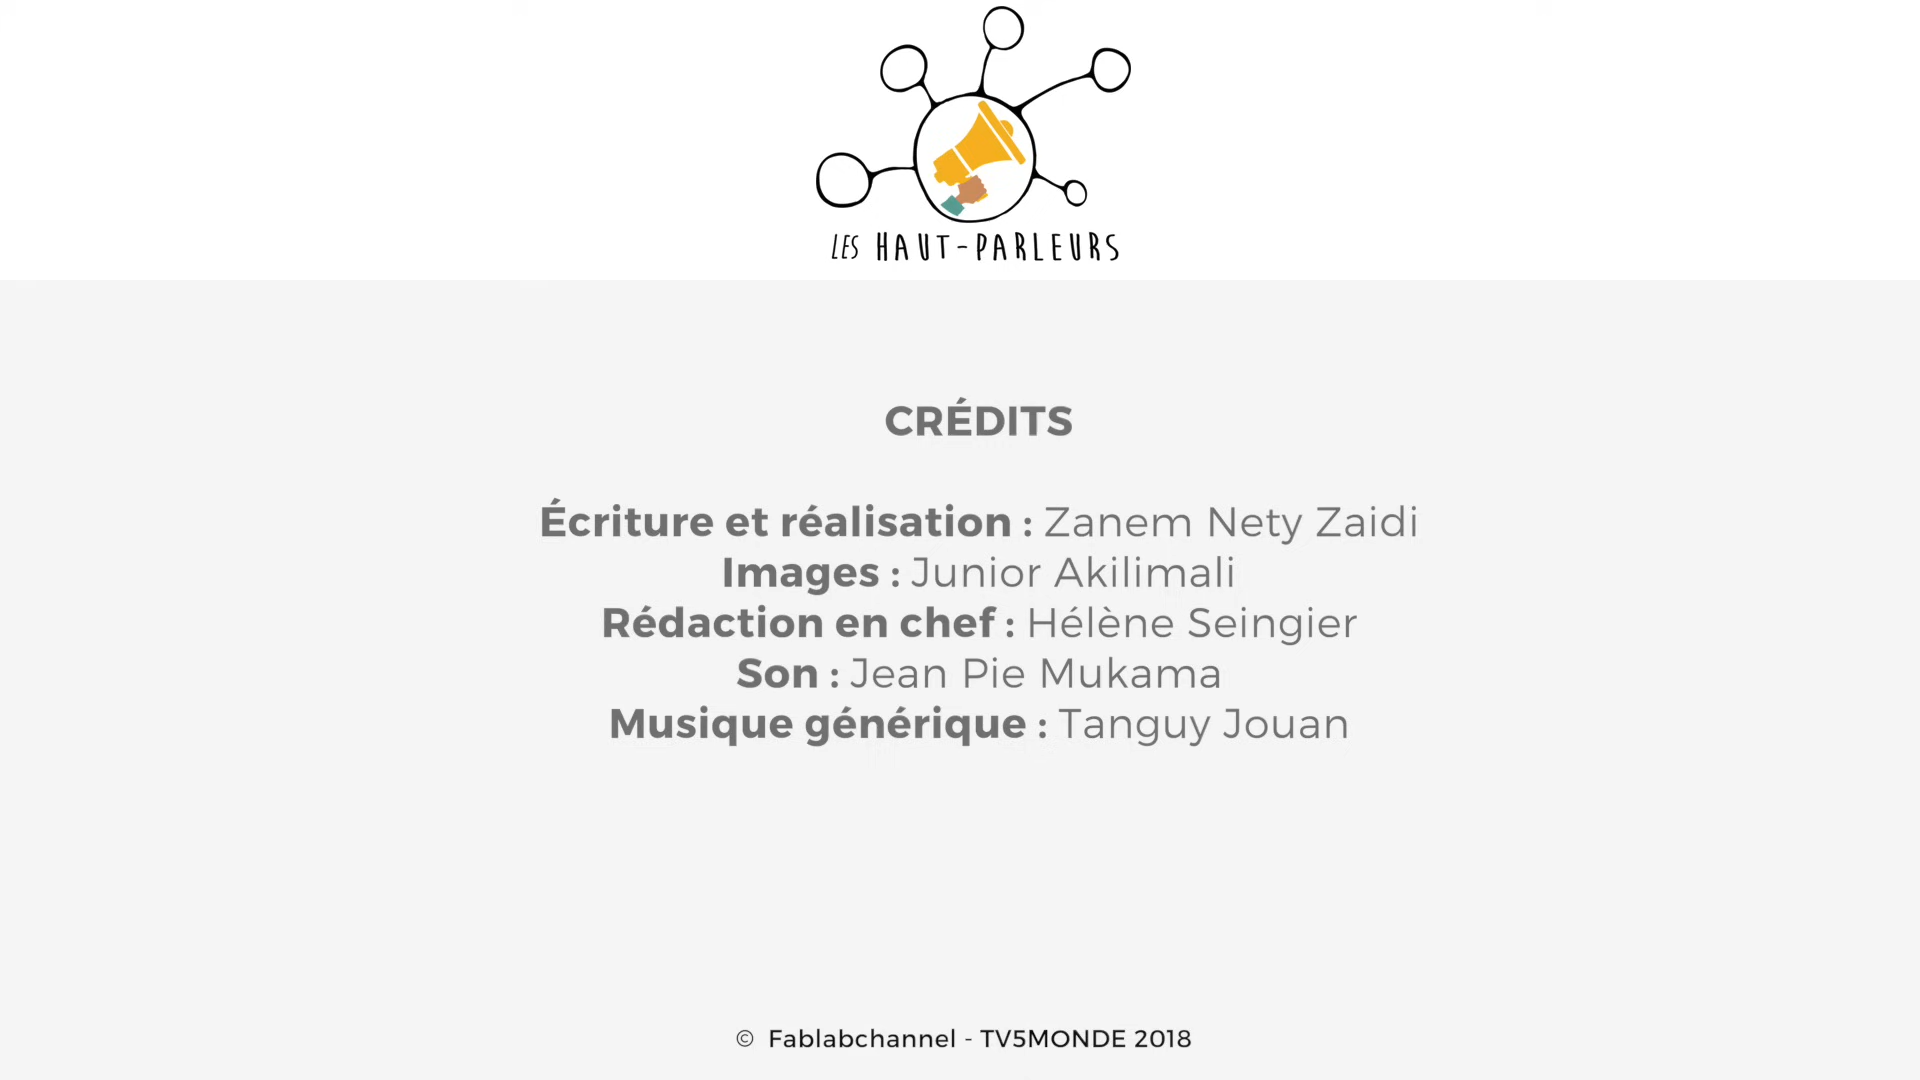 LES HAUT-PARLEURS
CRÉDITS
Écriture et réalisation : Zanem Nety Zaidi
Images : Junior Akilimali
Rédaction en chef : Hélène Seingier
Son : Jean Pie Mukama
Musique générique : Tanguy Jouan
© Fablabchannel - TV5MONDE 2018